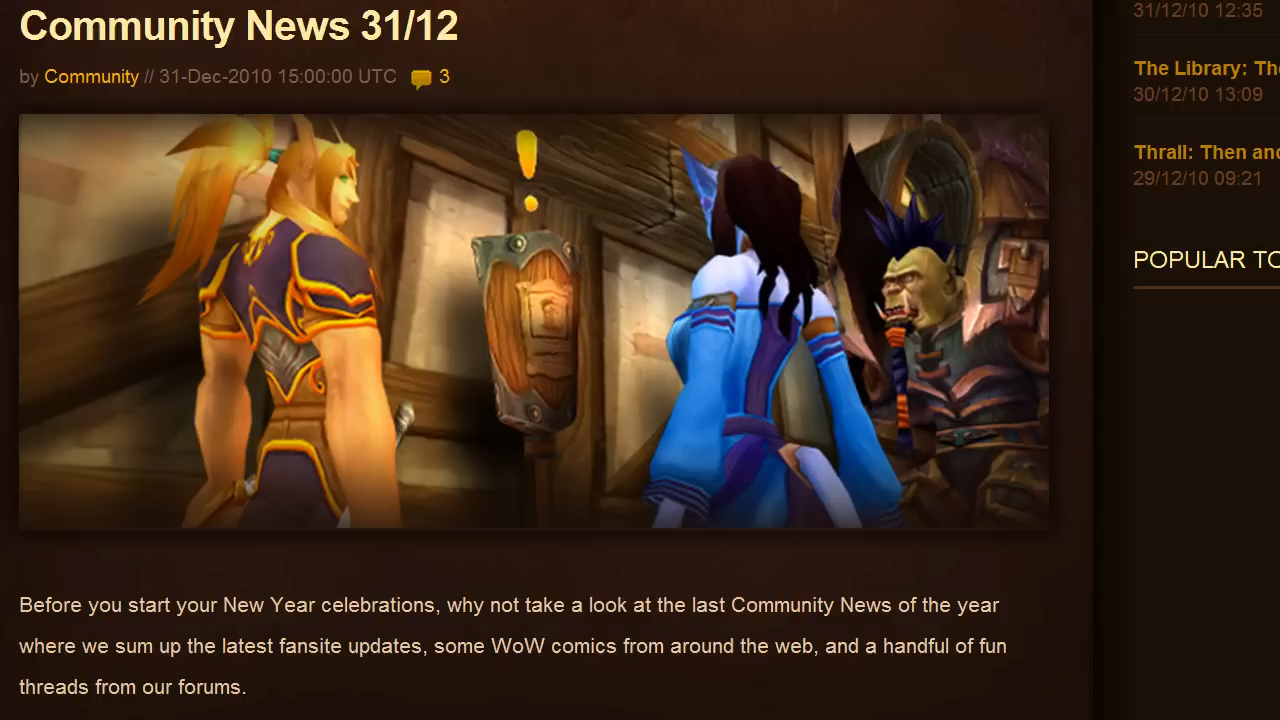 Community News 31/12
by Community // 31-Dec-2010 15:00:00 UTC 3
Before you start your New Year celebrations, why not take a look at the last Community News of the year
where we sum up the latest fansite updates, some WoW comics from around the web, and a handful of fun
threads from our forums.
31/12/10 12:35
The Library: The
30/12/10 13:09
Thrall: Then and
29/12/10 09:21
POPULAR TO